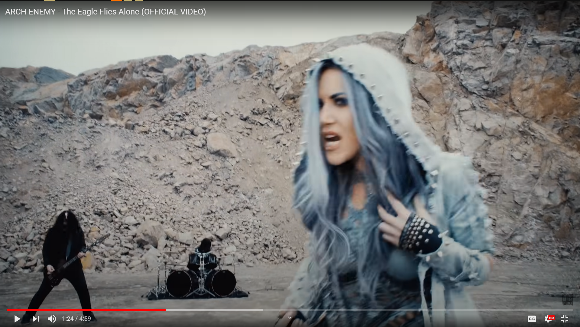 ARCH ENEMY - The Eagle Flies Alone (OFFICIAL VIDEO)
1:24 / 4:59